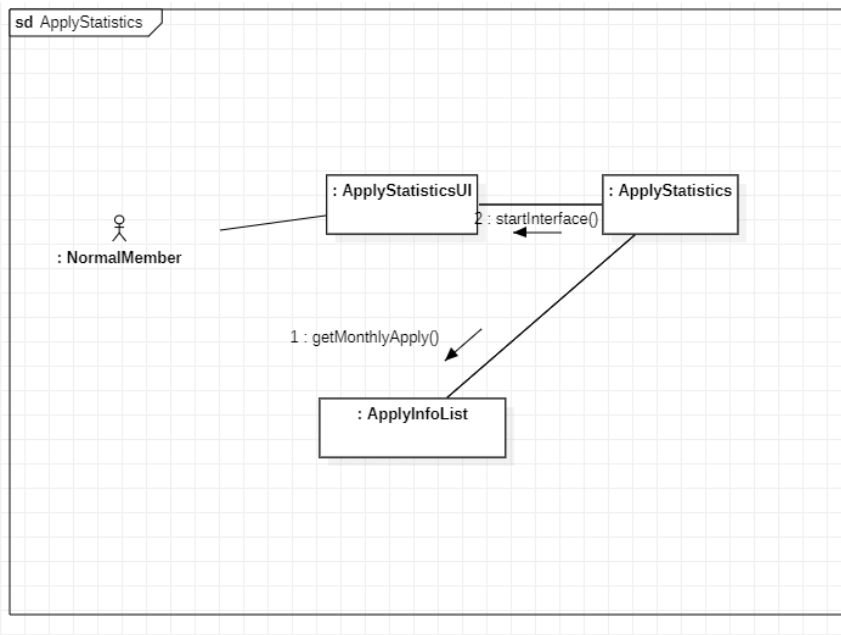 sd ApplyStatistics
: ApplyStatisticsUI
: ApplyStatistics
2 : startInterface()
: NormalMember
1 : getMonthlyApply()
: ApplyInfoList